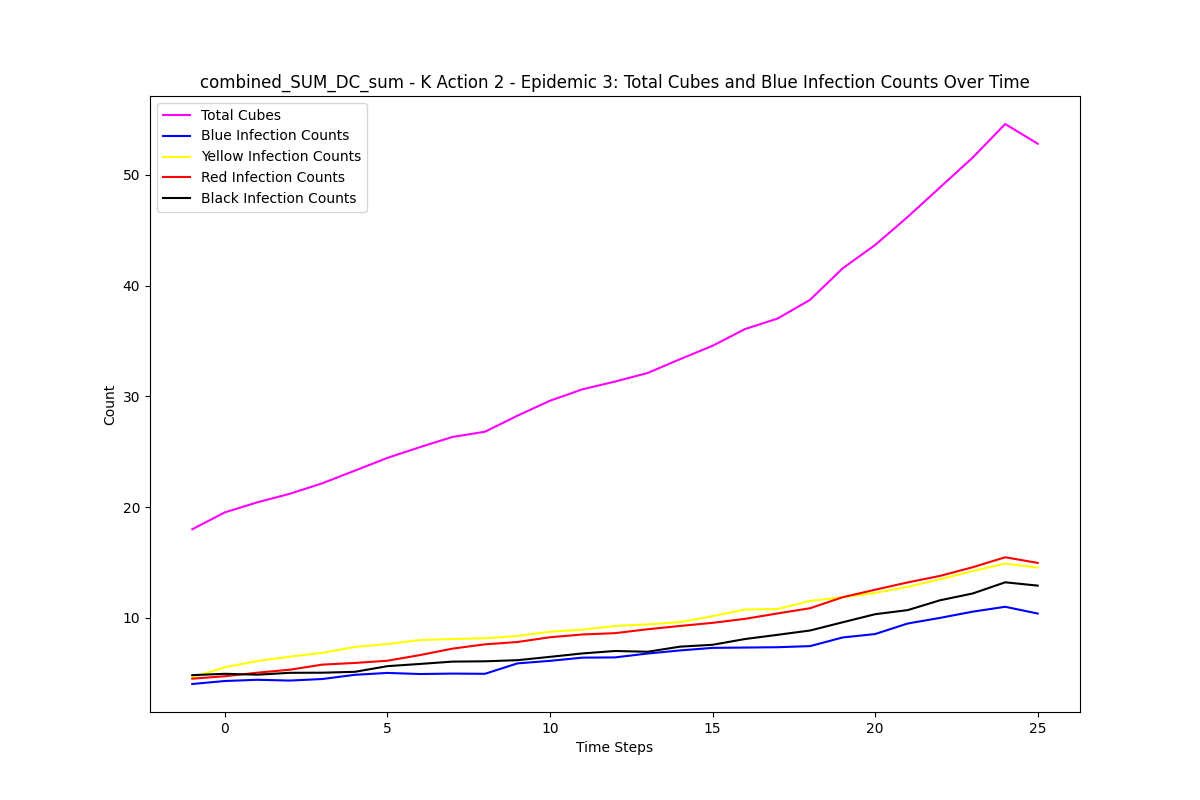 combined_SUM_DC_sum - K Action 2 - Epidemic 3: Total Cubes and Blue Infection Counts Over Time
Total Cubes
Blue Infection Counts
Yellow Infection Counts
Red Infection Counts
Black Infection Counts
50
40
30
20
10
Count
0 5 10 15 20 25
Time Steps